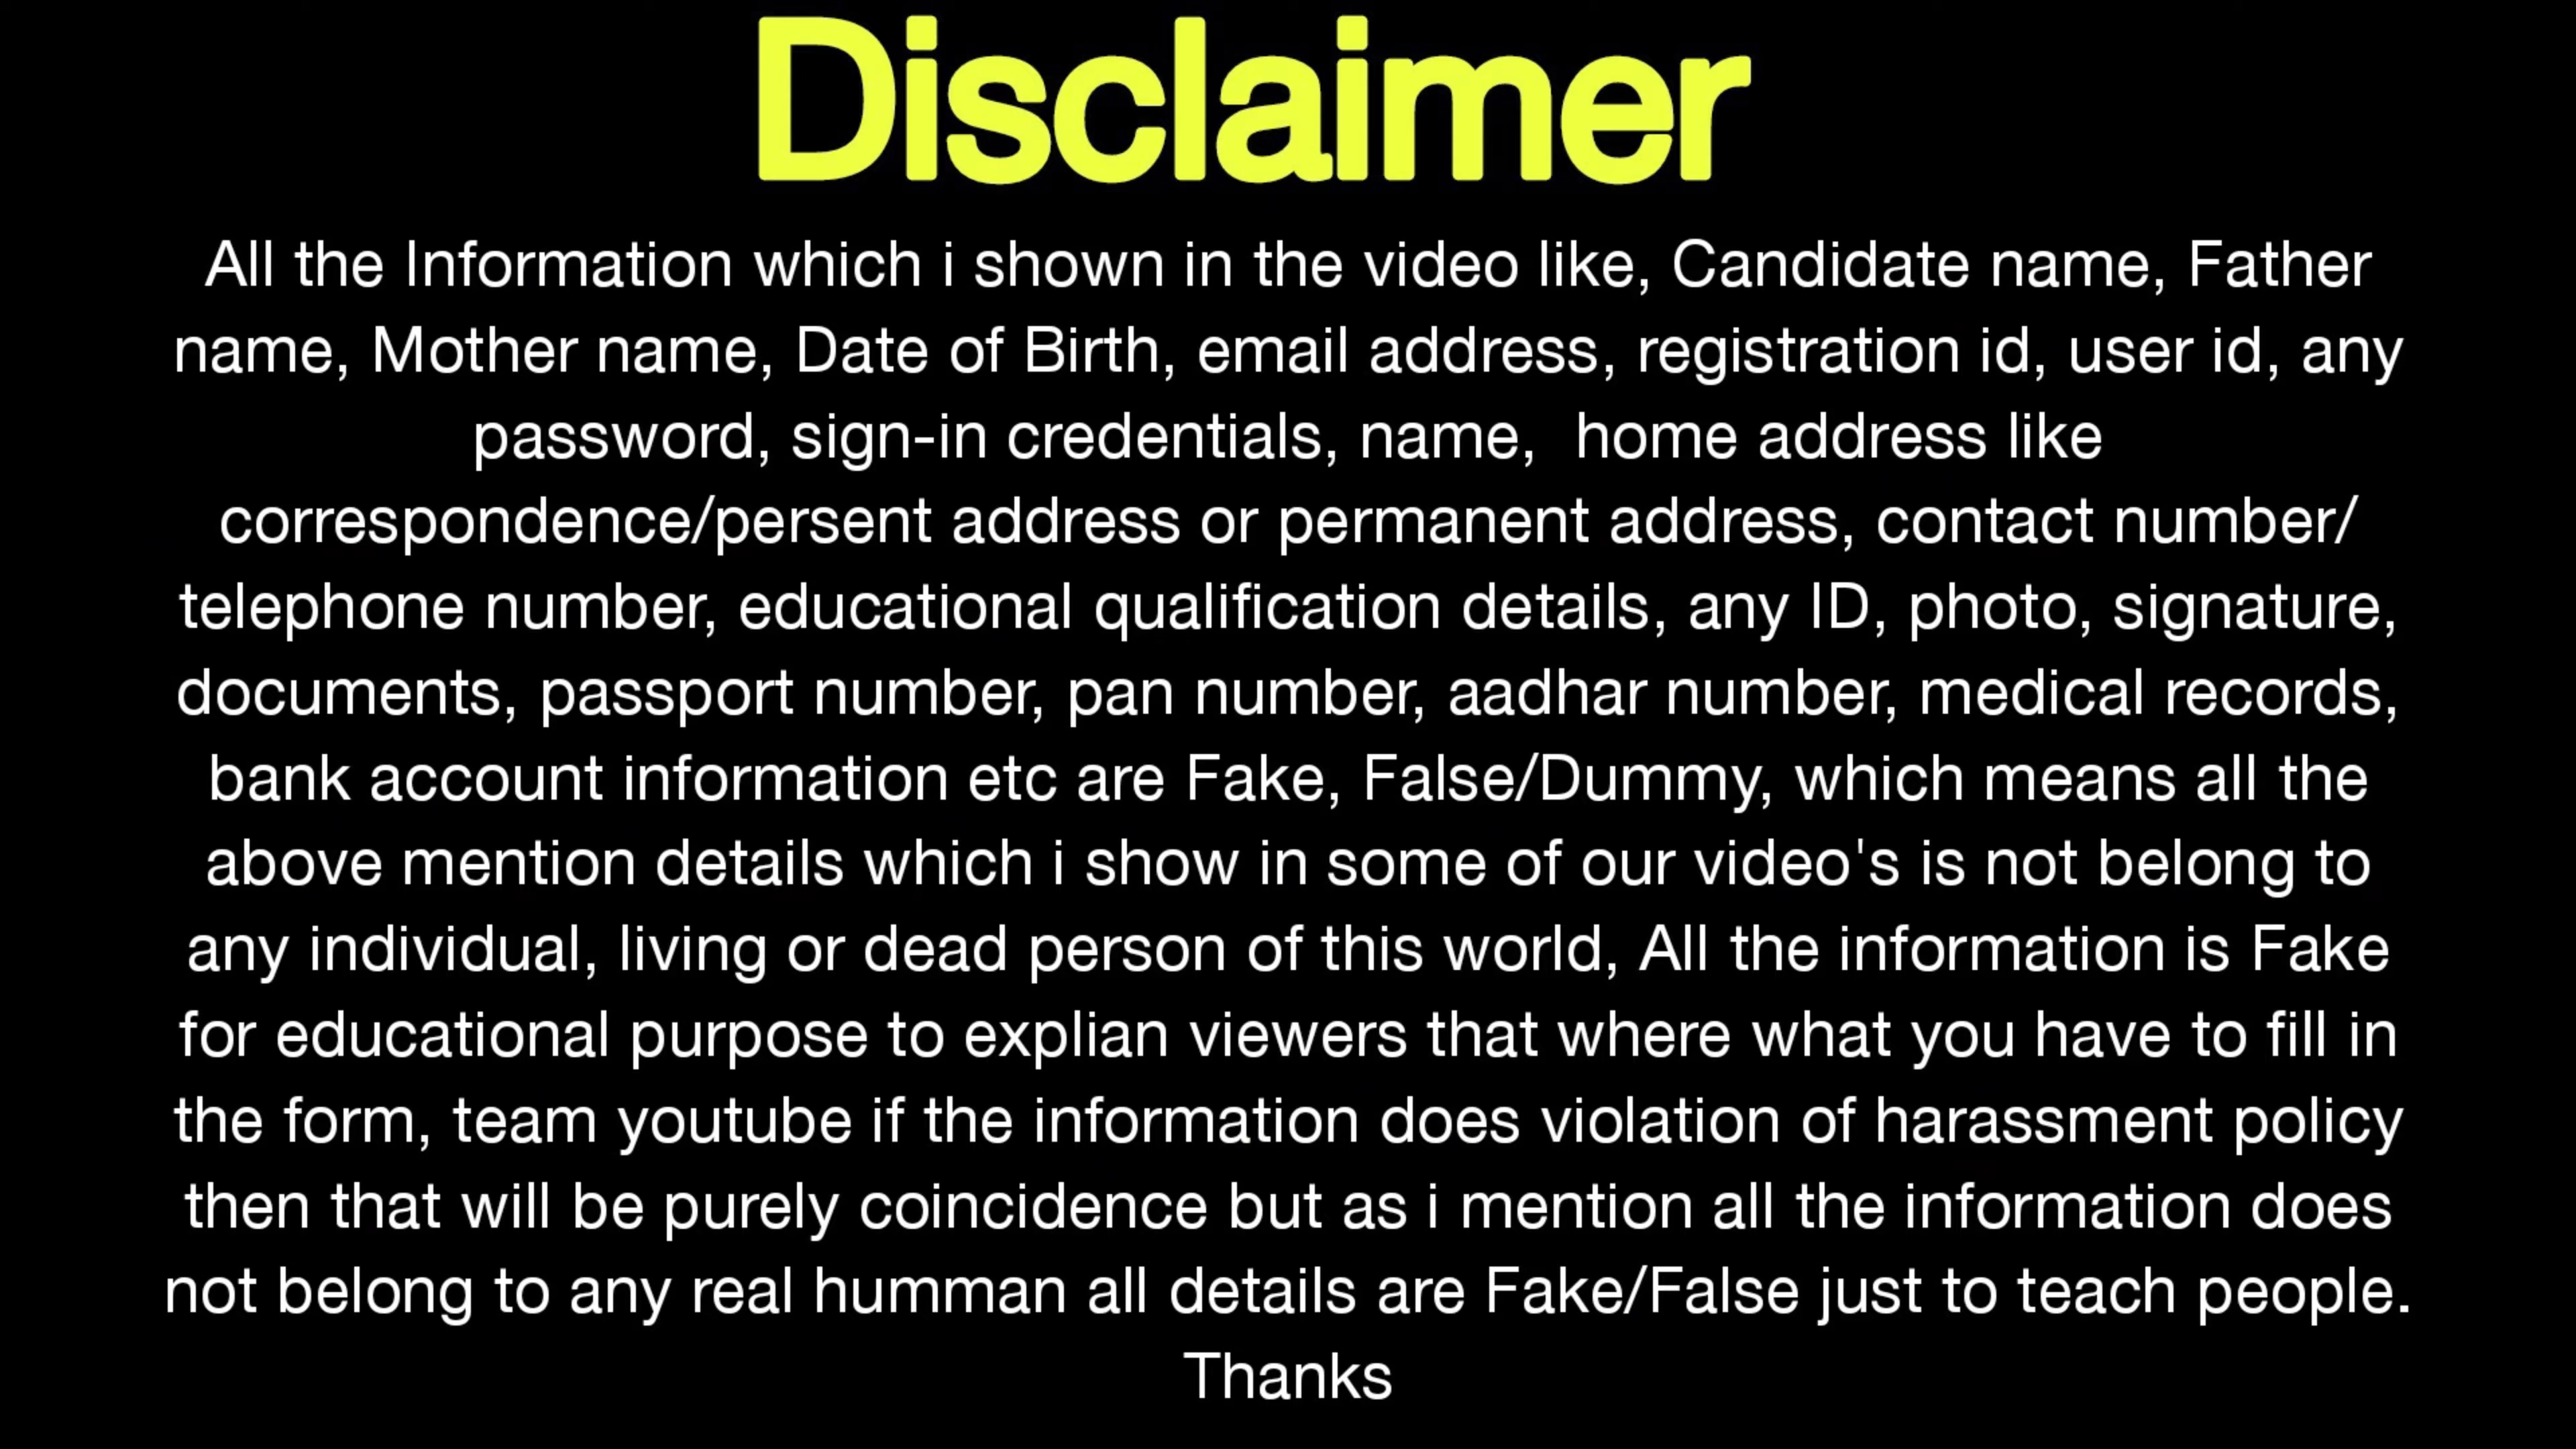 Disclaimer
All the Information which i shown in the video like, Candidate name, Father
name, Mother name, Date of Birth, email address, registration id, user id, any
password, sign-in credentials, name,  home address like
correspondence/persent address or permanent address, contact number/
telephone number, educational qualification details, any ID, photo, signature,
documents, passport number, pan number, aadhar number, medical records,
bank account information etc are Fake, False/Dummy, which means all the
above mention details which i show in some of our video's is not belong to
any individual, living or dead person of this world, All the information is Fake
for educational purpose to explian viewers that where what you have to fill in
the form, team youtube if the information does violation of harassment policy
then that will be purely coincidence but as i mention all the information does
not belong to any real humman all details are Fake/False just to teach people.
Thanks